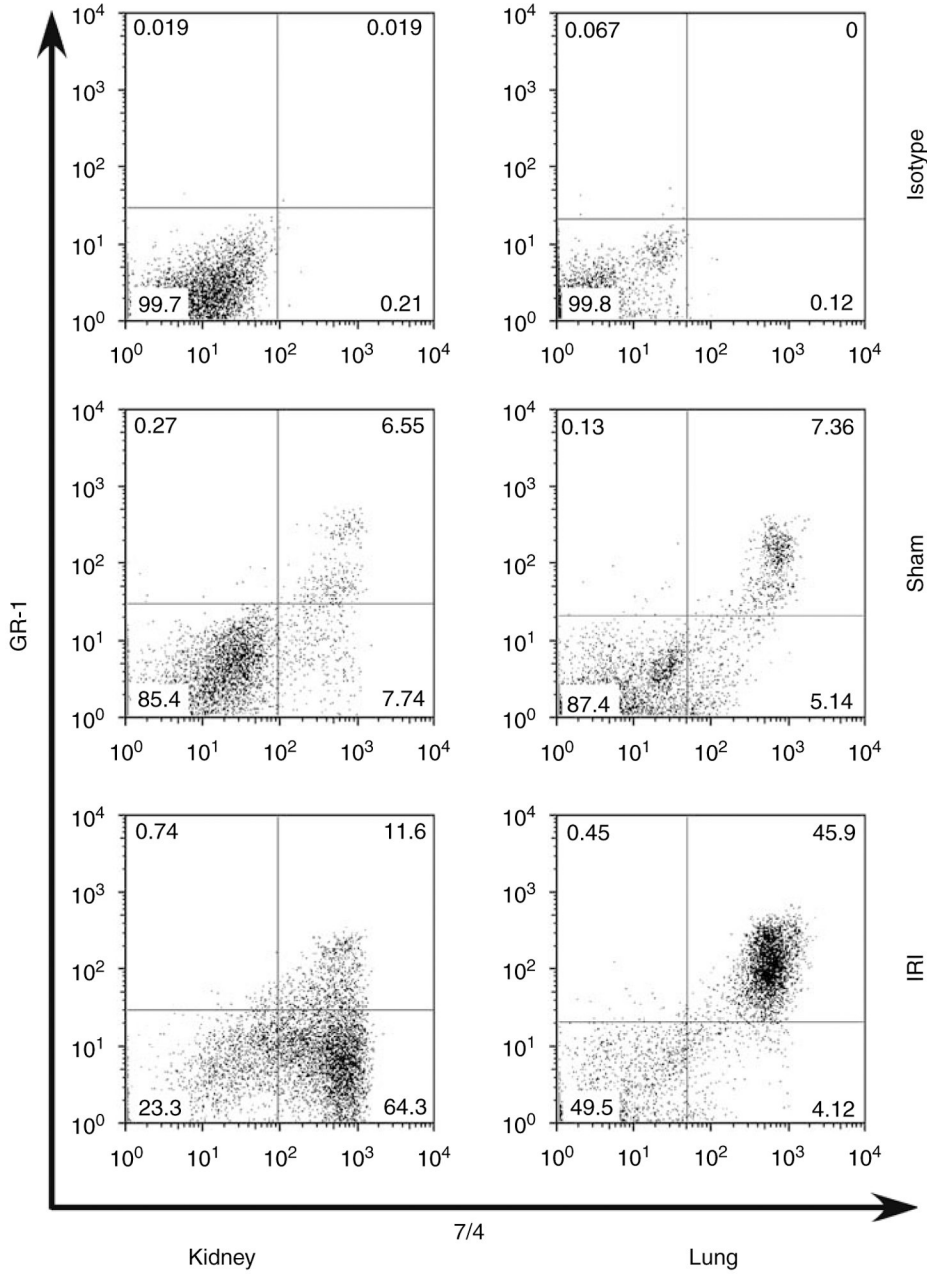 10⁴ 0.019 0.019 10⁴ 0.067 0
10³ 10³
10² 10²
10¹ 10¹
99.7 0.21 99.8 0.12
10⁰ 10⁰
10⁰ 10¹ 10² 10³ 10⁴ 10⁰ 10¹ 10² 10³ 10⁴
Isotype
10⁴ 0.27 6.55 10⁴ 0.13 7.36
10³ 10³
10² 10²
10¹ 10¹
85.4 7.74 87.4 5.14
10⁰ 10⁰
10⁰ 10¹ 10² 10³ 10⁴ 10⁰ 10¹ 10² 10³ 10⁴
Sham
GR-1
10⁴ 0.74 11.6 10⁴ 0.45 45.9
10³ 10³
10² 10²
10¹ 10¹
23.3 64.3 49.5 4.12
10⁰ 10⁰
10⁰ 10¹ 10² 10³ 10⁴ 10⁰ 10¹ 10² 10³ 10⁴
IRI
7/4
Kidney Lung